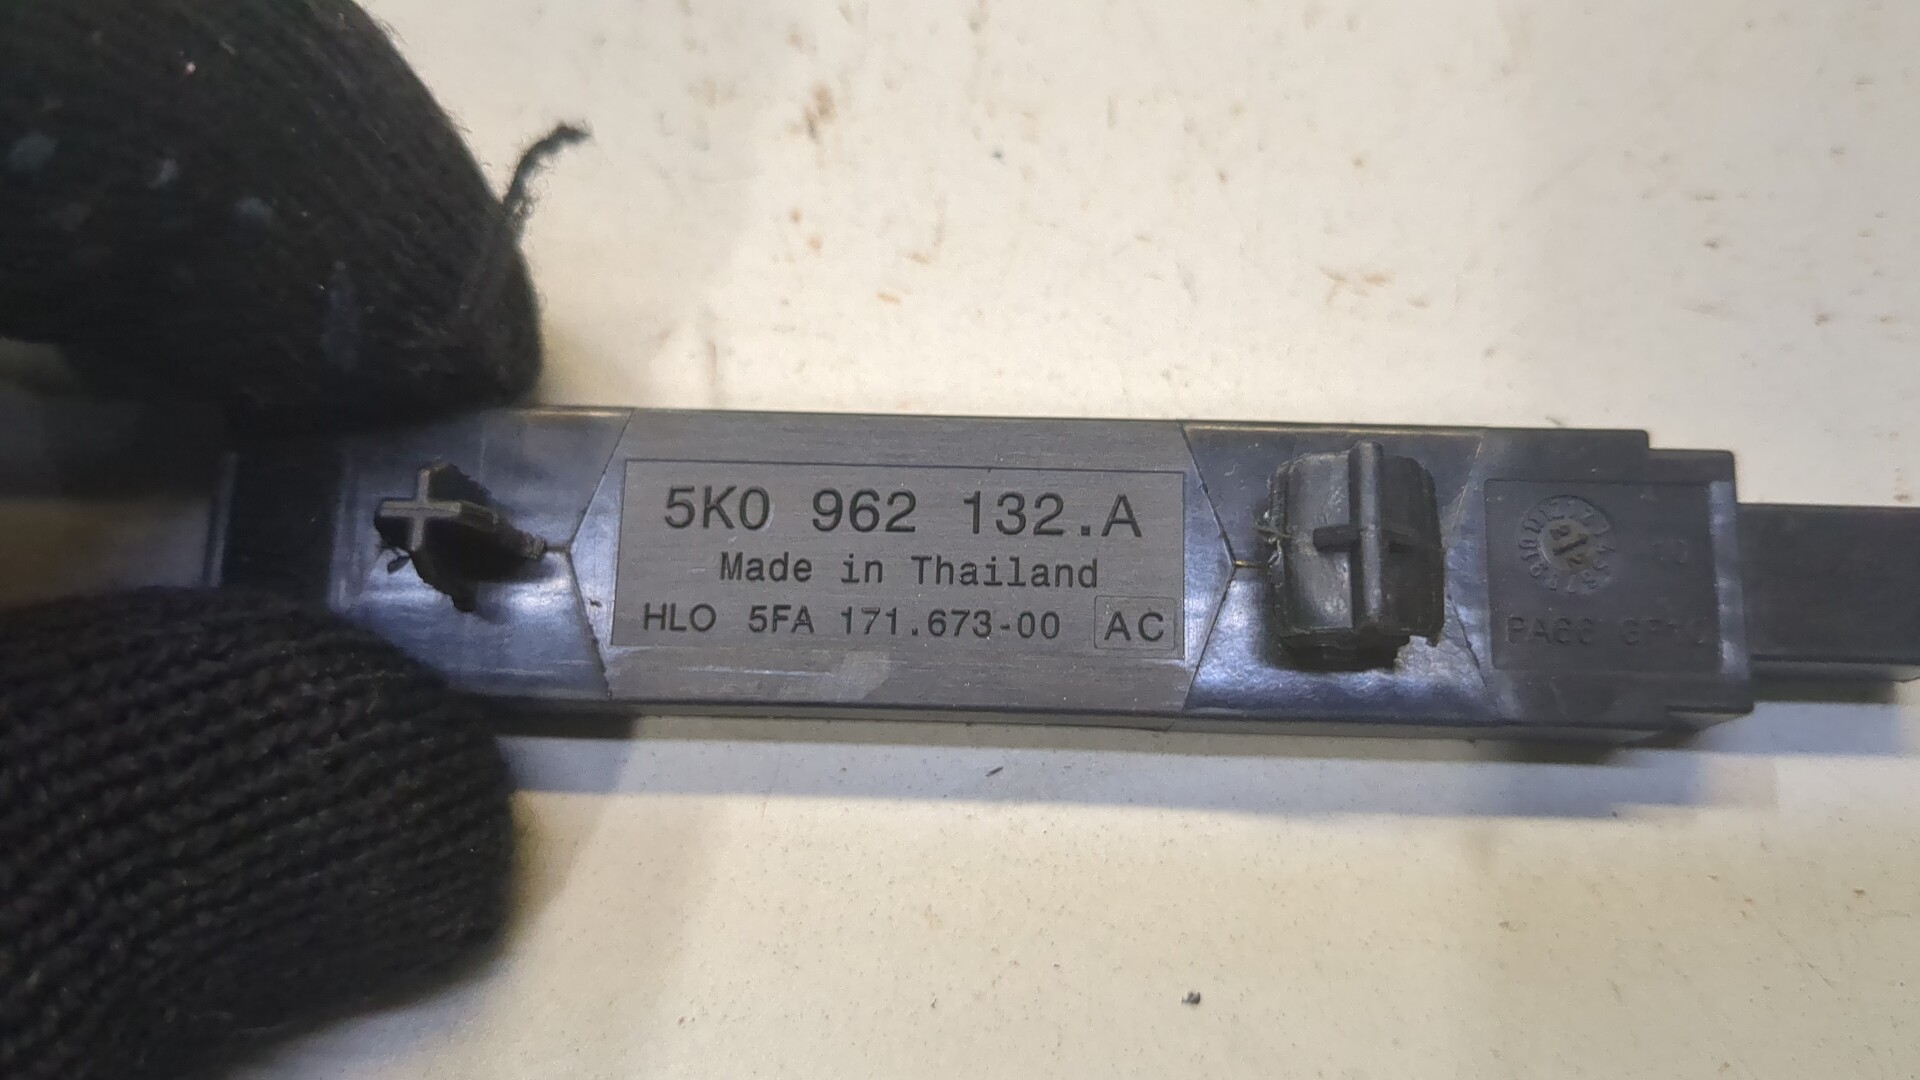 5K0 962 132.A
Made in Thailand
HLO 5FA 171.673-00 AC